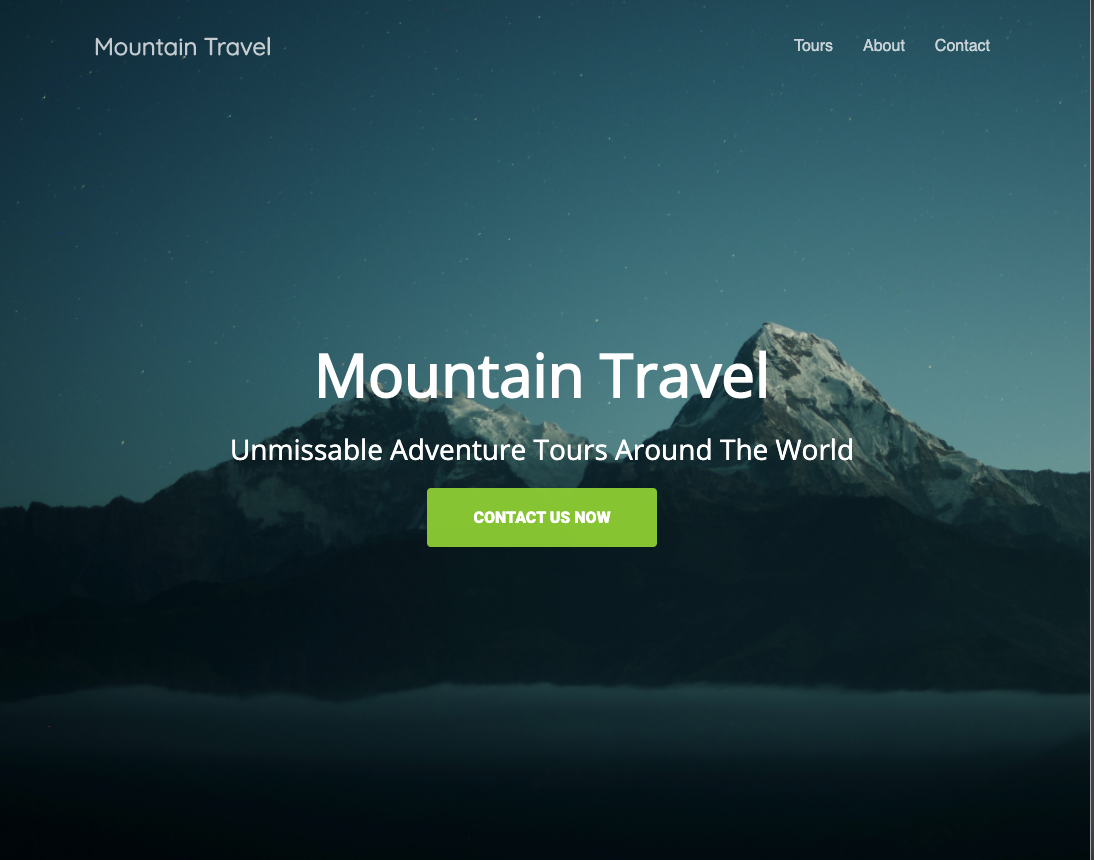 Mountain Travel
Tours About Contact
Mountain Travel
Unmissable Adventure Tours Around The World
CONTACT US NOW